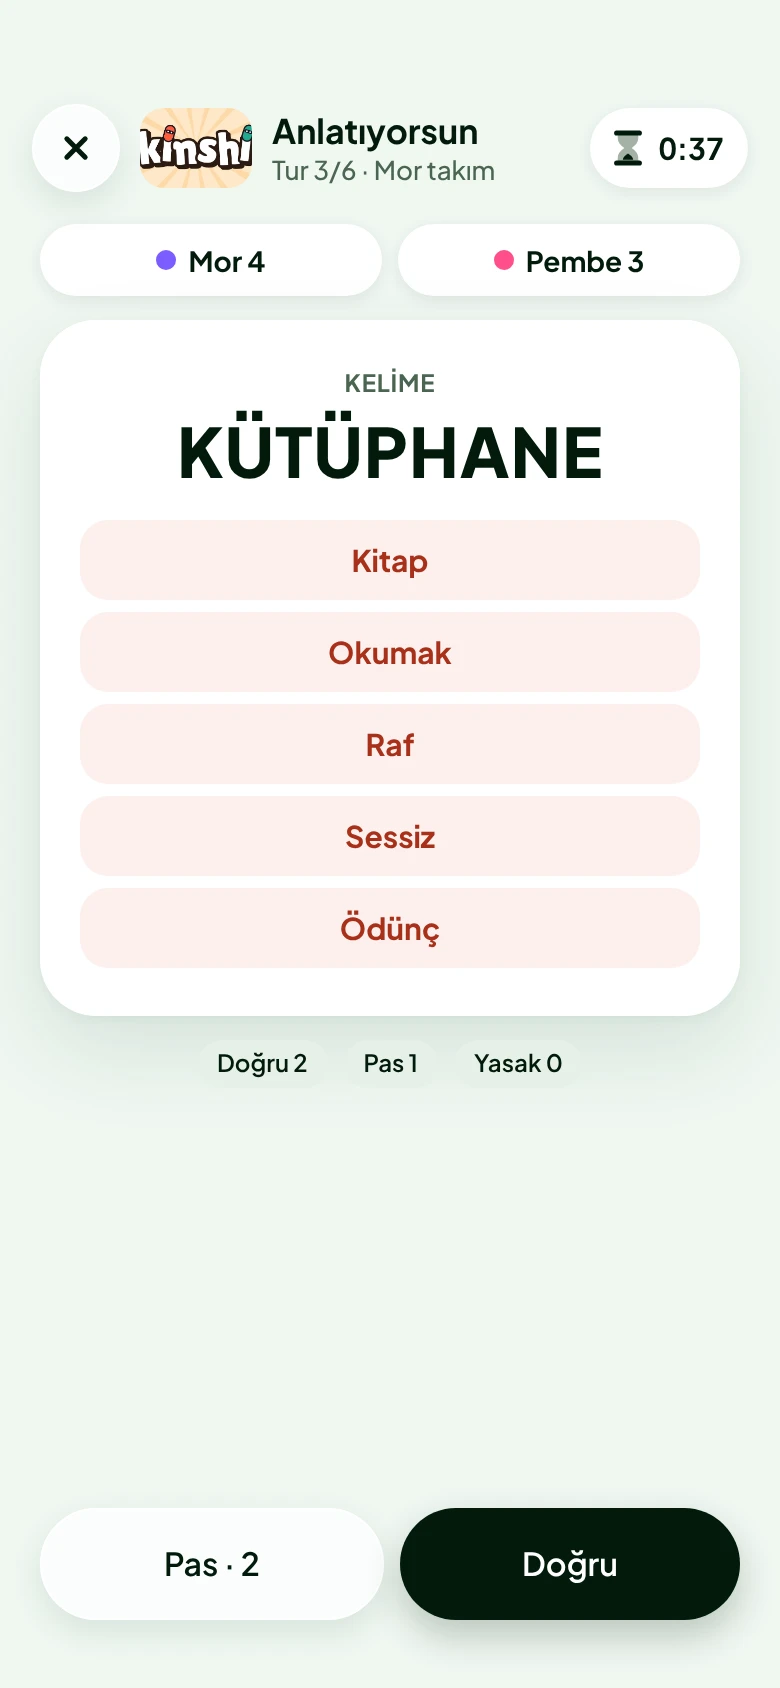 kinshi
Anlatıyorsun
Tur 3/6 · Mor takım
0:37
Mor 4
Pembe 3
KELİME
KÜTÜPHANE
Kitap
Okumak
Raf
Sessiz
Ödünç
Doğru 2
Pas 1
Yasak 0
Pas · 2
Doğru